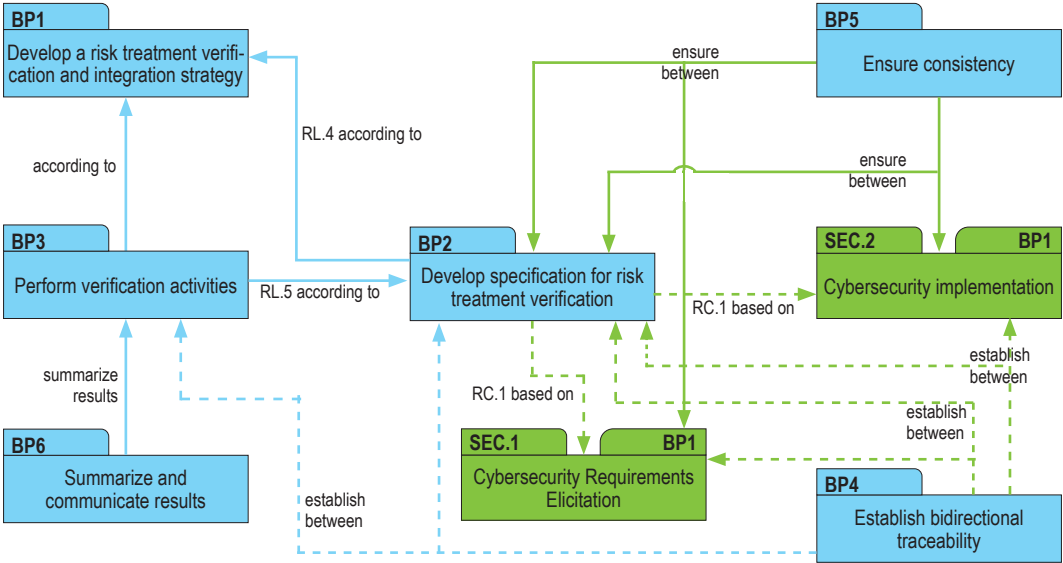 BP1
Develop a risk treatment verifi-
cation and integration strategy
BP5
Ensure consistency
ensure
between
RL.4 according to
according to
ensure
between
BP3
Perform verification activities
RL.5 according to
BP2
Develop specification for risk
treatment verification
SEC.2 BP1
Cybersecurity implementation
RC.1 based on
summarize
results
RC.1 based on
establish
between
establish
between
BP6
Summarize and
communicate results
SEC.1 BP1
Cybersecurity Requirements
Elicitation
establish
between
BP4
Establish bidirectional
traceability